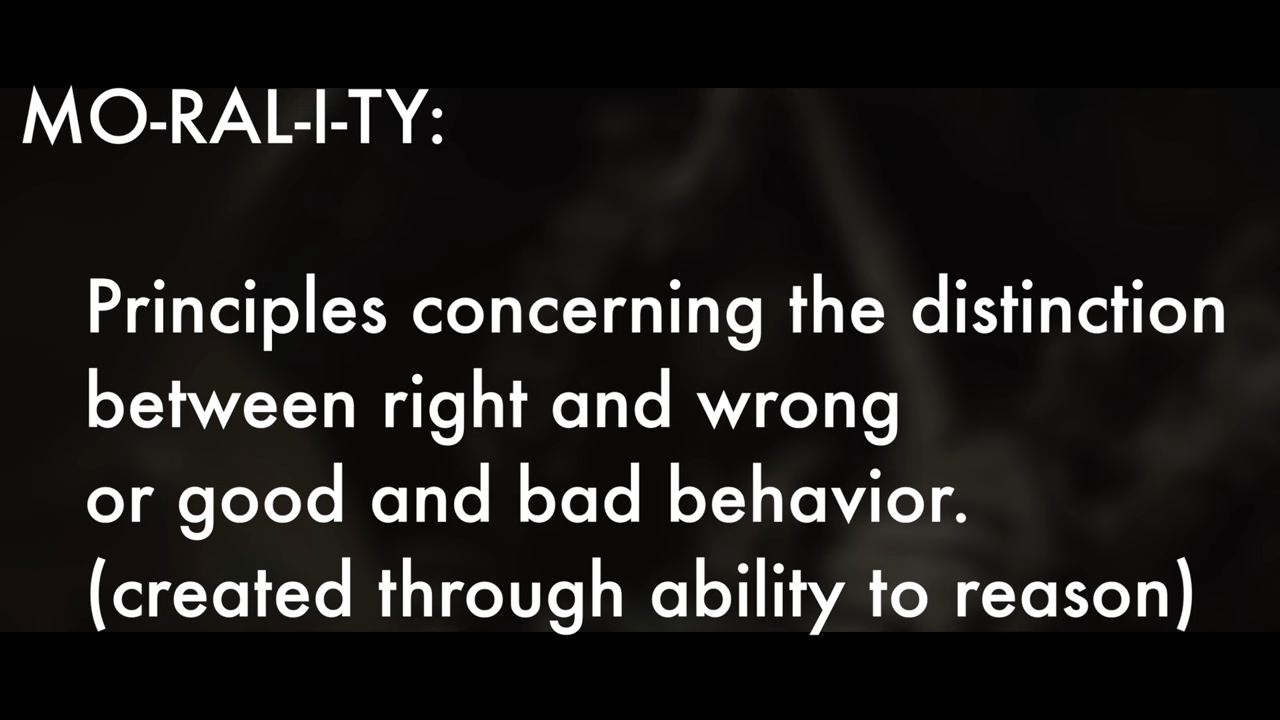 MO-RAL-I-TY:
Principles concerning the distinction
between right and wrong
or good and bad behavior.
(created through ability to reason)